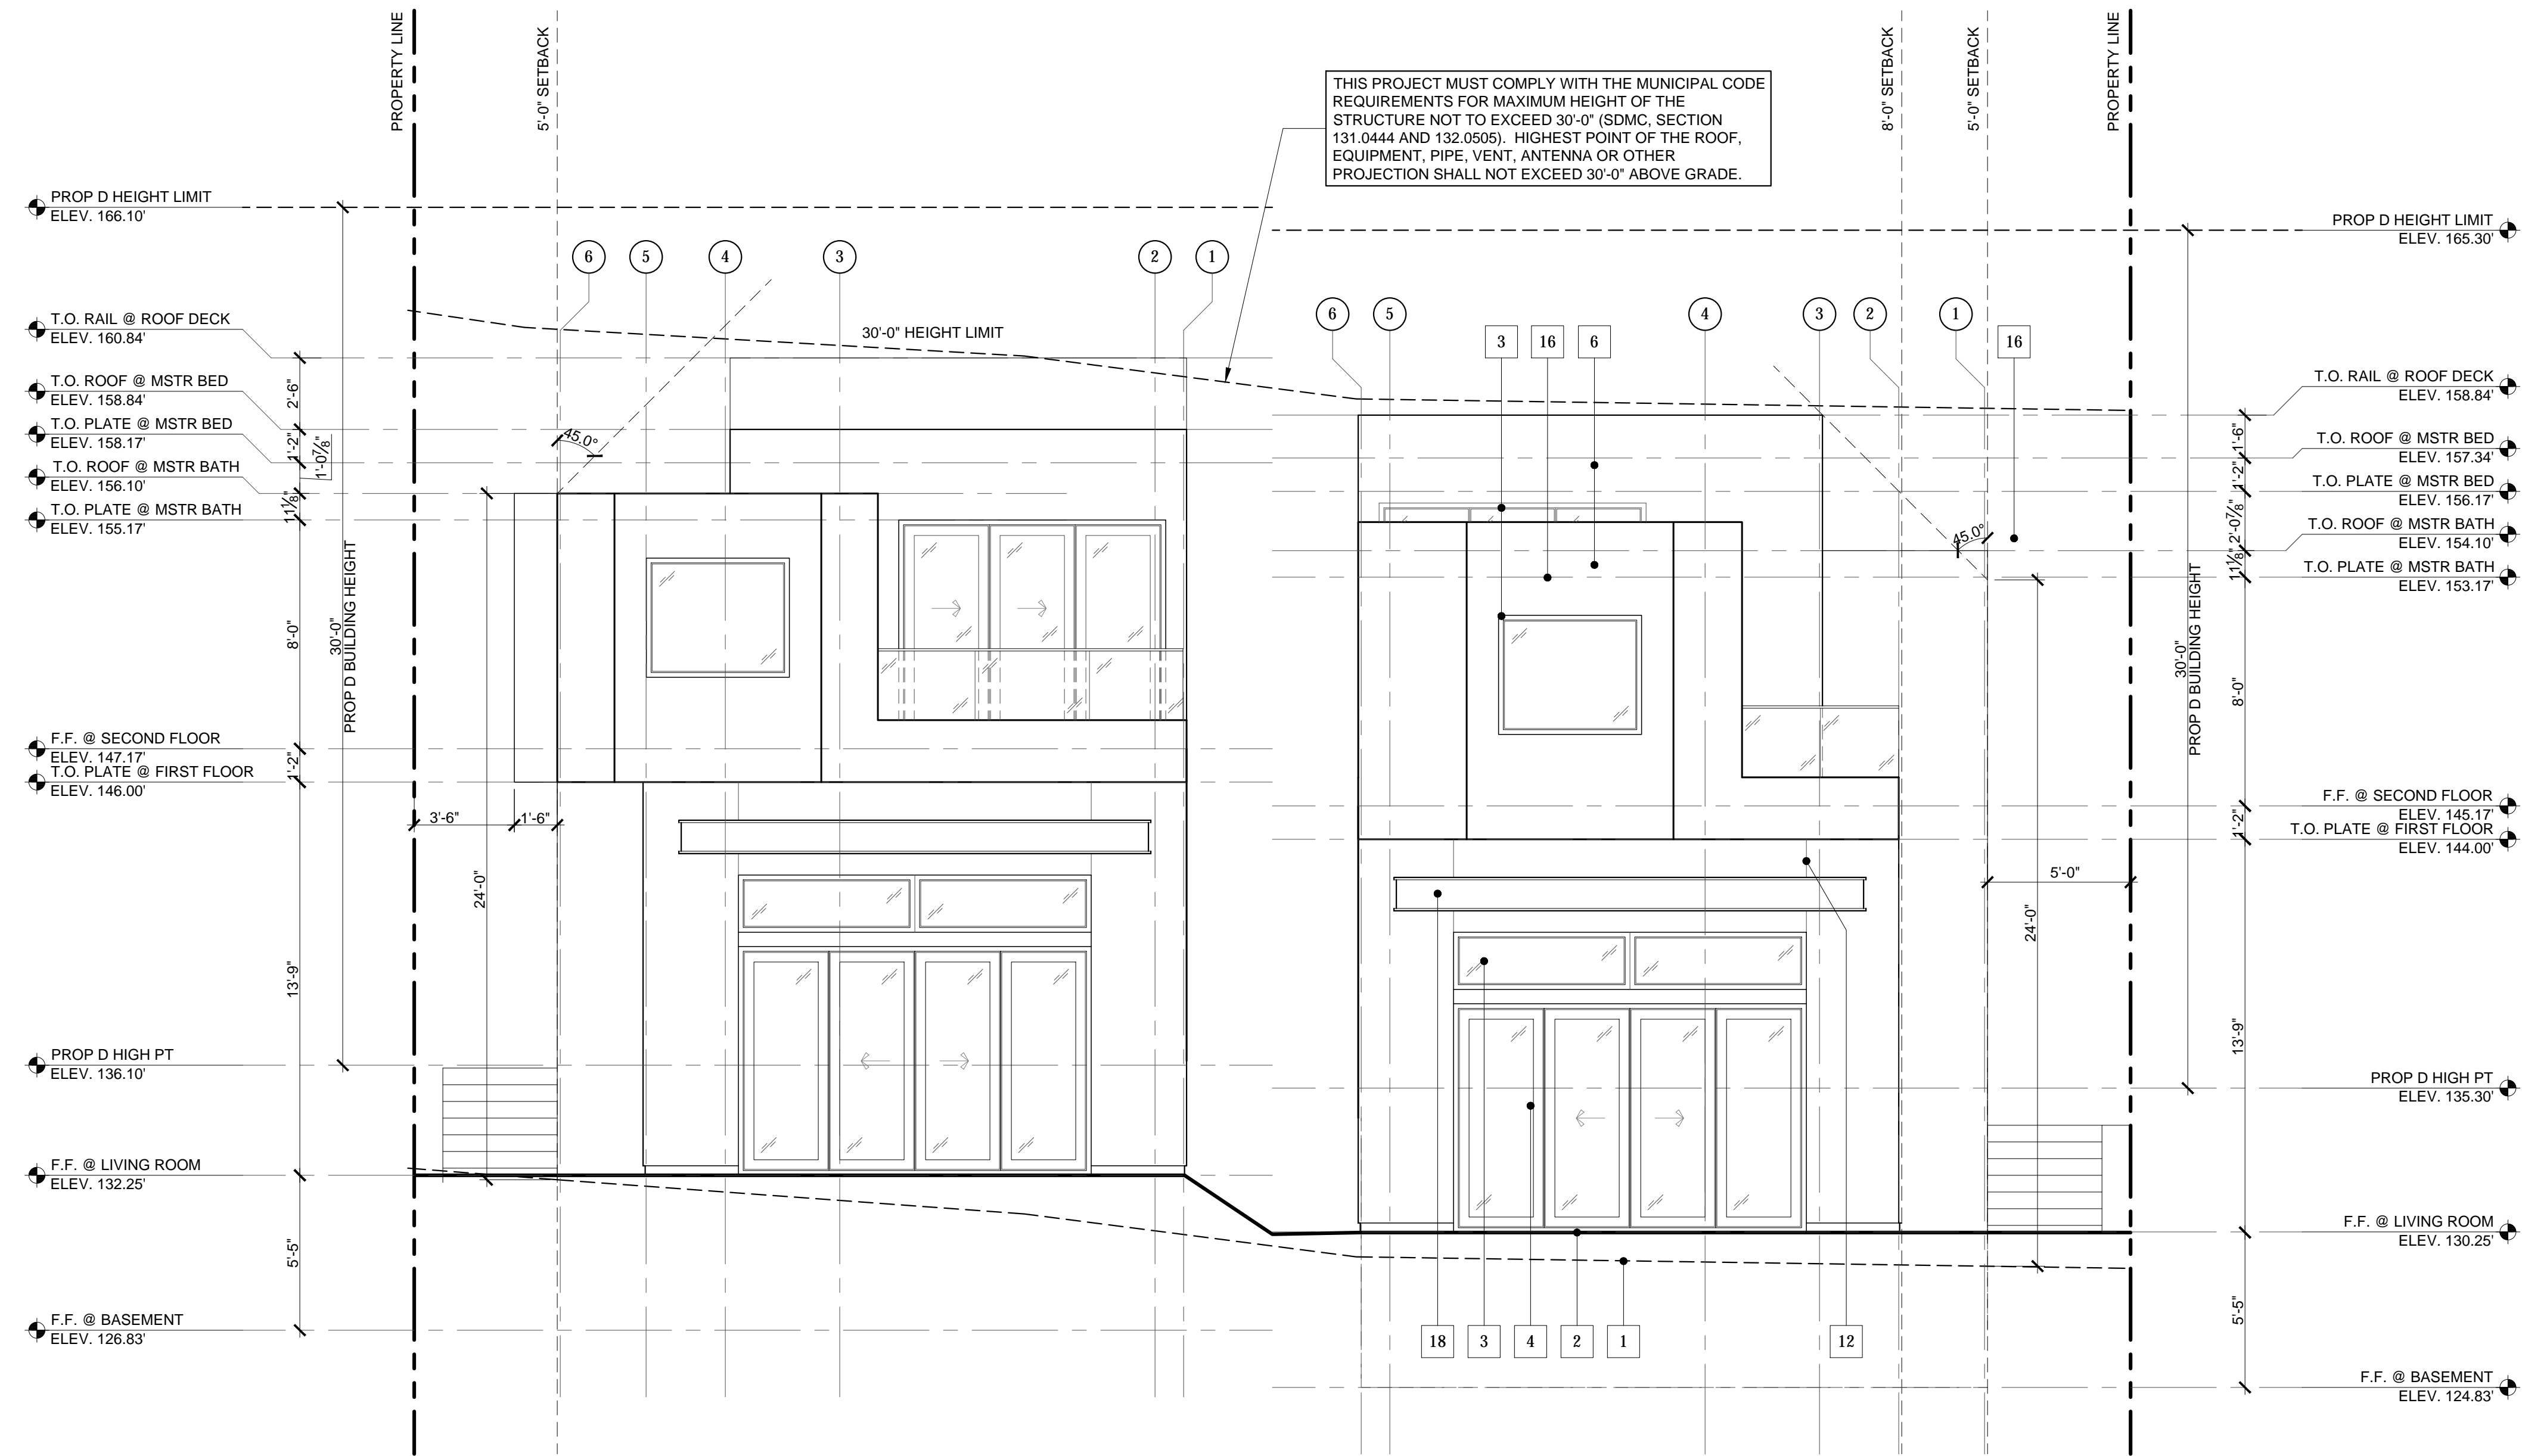 PROPERTY LINE
5'-0" SETBACK
8'-0" SETBACK
5'-0" SETBACK
PROPERTY LINE
THIS PROJECT MUST COMPLY WITH THE MUNICIPAL CODE
REQUIREMENTS FOR MAXIMUM HEIGHT OF THE
STRUCTURE NOT TO EXCEED 30'-0" (SDMC, SECTION
131.0444 AND 132.0505). HIGHEST POINT OF THE ROOF,
EQUIPMENT, PIPE, VENT, ANTENNA OR OTHER
PROJECTION SHALL NOT EXCEED 30'-0" ABOVE GRADE.
PROP D HEIGHT LIMIT
ELEV. 166.10'
T.O. RAIL @ ROOF DECK
ELEV. 160.84'
T.O. ROOF @ MSTR BED
ELEV. 158.84'
T.O. PLATE @ MSTR BED
ELEV. 158.17'
T.O. ROOF @ MSTR BATH
ELEV. 156.10'
T.O. PLATE @ MSTR BATH
ELEV. 155.17'
F.F. @ SECOND FLOOR
ELEV. 147.17'
T.O. PLATE @ FIRST FLOOR
ELEV. 146.00'
PROP D HIGH PT
ELEV. 136.10'
F.F. @ LIVING ROOM
ELEV. 132.25'
F.F. @ BASEMENT
ELEV. 126.83'
2'-6"
1'-2"
1'-0⅞"
11⅛"
8'-0"
1'-2"
13'-9"
5'-5"
30'-0"
PROP D BUILDING HEIGHT
24'-0"
3'-6"
1'-6"
45.0°
6
5
4
3
2
1
30'-0" HEIGHT LIMIT
6
5
4
3
2
1
3
16
6
16
45.0°
18
3
4
2
1
12
5'-0"
24'-0"
30'-0"
PROP D BUILDING HEIGHT
1'-6"
1'-2"
2'-0⅞"
11⅛"
8'-0"
1'-2"
13'-9"
5'-5"
PROP D HEIGHT LIMIT
ELEV. 165.30'
T.O. RAIL @ ROOF DECK
ELEV. 158.84'
T.O. ROOF @ MSTR BED
ELEV. 157.34'
T.O. PLATE @ MSTR BED
ELEV. 156.17'
T.O. ROOF @ MSTR BATH
ELEV. 154.10'
T.O. PLATE @ MSTR BATH
ELEV. 153.17'
F.F. @ SECOND FLOOR
ELEV. 145.17'
T.O. PLATE @ FIRST FLOOR
ELEV. 144.00'
PROP D HIGH PT
ELEV. 135.30'
F.F. @ LIVING ROOM
ELEV. 130.25'
F.F. @ BASEMENT
ELEV. 124.83'